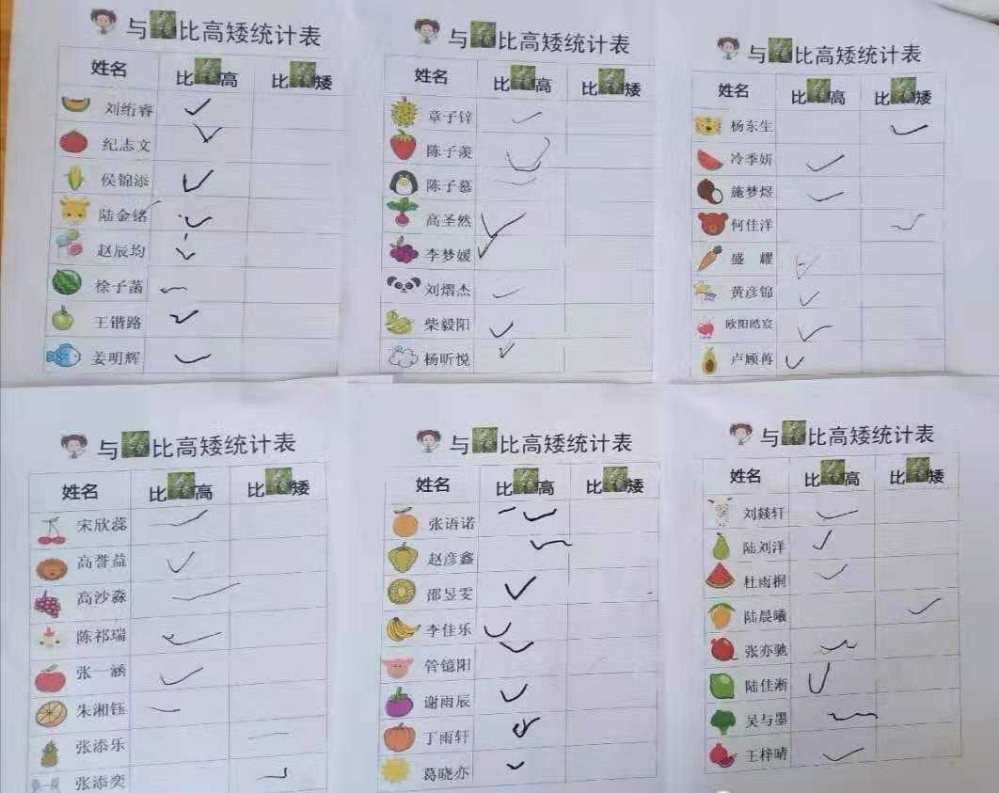 与比高矮统计表
姓名 比高 比矮
刘绗睿 ✓
纪志文 ✓
侯锦添 ✓
陆金铭 ✓
赵辰均 ✓
徐子菡 ✓
王锴路 ✓
姜明辉 ✓
与比高矮统计表
姓名 比高 比矮
章子锌 ✓
陈子羡 ✓
陈子慕 ✓
高圣然 ✓
李梦媛 ✓
刘熠杰 ✓
柴毅阳 ✓
杨昕悦 ✓
与比高矮统计表
姓名 比高 比矮
杨东生 ✓
冷季妍 ✓
施梦煜 ✓
何佳洋 ✓
盛 耀 ✓
黄彦锦 ✓
欧阳皓宸 ✓
卢顾苒 ✓
与比高矮统计表
姓名 比高 比矮
宋欣蕊 ✓
高誉益 ✓
高沙淼 ✓
陈祁瑞 ✓
张一涵 ✓
朱湘钰 ✓
张添乐 ✓
张添奕 ✓
与比高矮统计表
姓名 比高 比矮
张语诺 ✓
赵彦鑫 ✓
邵昱雯 ✓
李佳乐 ✓
管镱阳 ✓
谢雨辰 ✓
丁雨轩 ✓
葛晓亦 ✓
与比高矮统计表
姓名 比高 比矮
刘燚轩 ✓
陆刘洋 ✓
杜雨桐 ✓
陆晨曦 ✓
张亦驰 ✓
陆佳淅 ✓
吴与墨 ✓
王梓晴 ✓